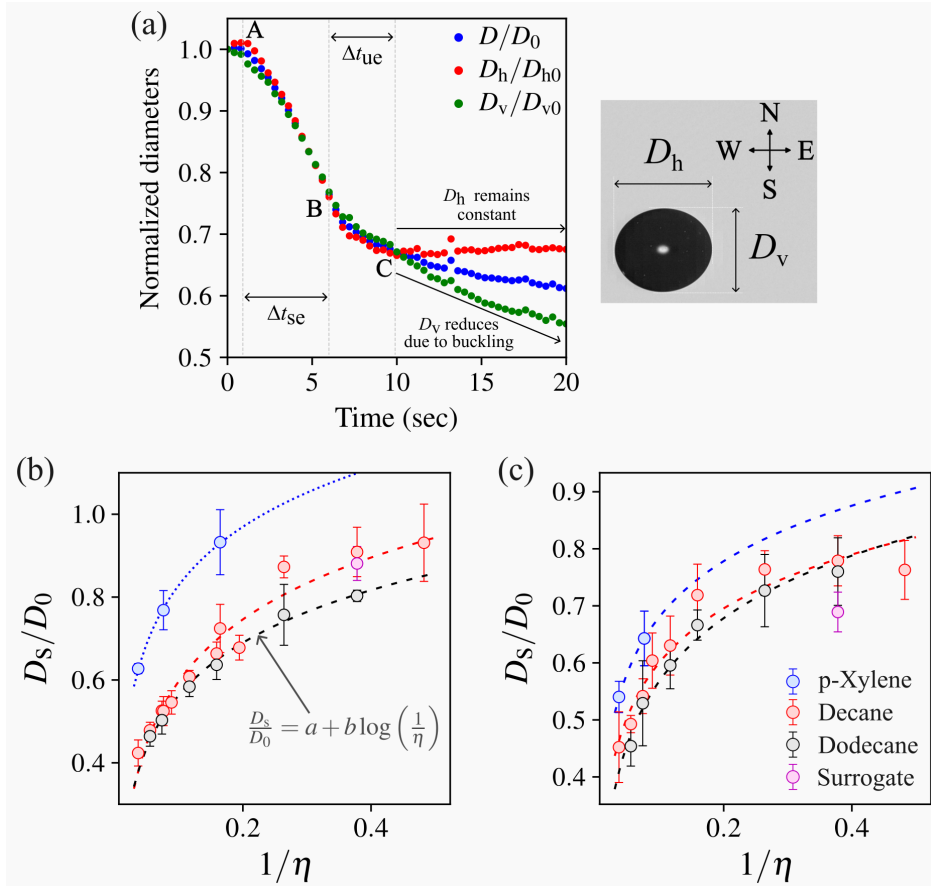 (a)
D/D₀
D_h/D_h0
D_v/D_v0
Δt_ue
A
B
C
Δt_se
D_h remains
constant
D_v reduces
due to buckling
Normalized diameters
1.0
0.9
0.8
0.7
0.6
0.5
0
5
10
15
20
Time (sec)
N
W E
S
D_h
D_v
(b)
D_s/D_0
1.0
0.8
0.6
0.4
0.2
0.4
1/η
D_s/D_0 = a + b log (1/η)
(c)
D_s/D_0
0.9
0.8
0.7
0.6
0.5
0.4
0.2
0.4
1/η
p-Xylene
Decane
Dodecane
Surrogate